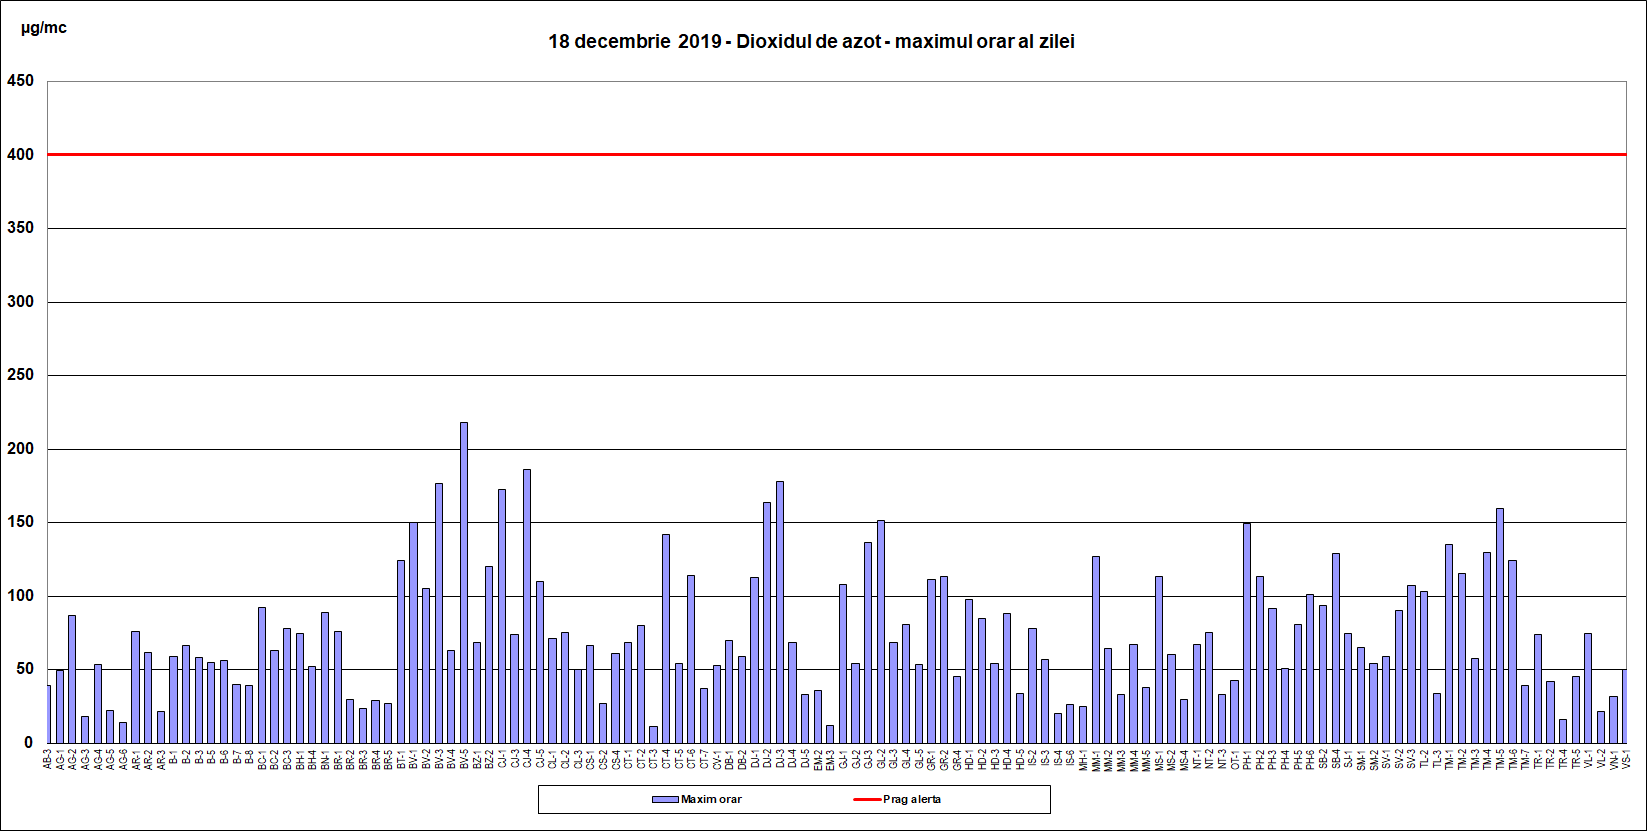 µg/mc
18 decembrie 2019 - Dioxidul de azot - maximul orar al zilei
450
400
350
300
250
200
150
100
50
0
AB-3 AG-1 AG-2 AG-3 AG-4 AG-5 AG-6 AR-1 AR-2 AR-3 B-1 B-2 B-3 B-5 B-6 B-7 B-8 BC-1 BC-2 BC-3 BH-1 BH-4 BN-1 BR-1 BR-2 BR-3 BR-4 BR-5 BT-1 BV-1 BV-2 BV-3 BV-4 BV-5 BZ-1 BZ-2 CJ-1 CJ-3 CJ-4 CJ-5 CL-1 CL-2 CL-3 CS-1 CS-2 CS-4 CT-1 CT-2 CT-3 CT-4 CT-5 CT-6 CT-7 CV-1 DB-1 DB-2 DJ-1 DJ-2 DJ-3 DJ-4 DJ-5 EM-2 EM-3 GJ-1 GJ-2 GJ-3 GL-2 GL-3 GL-4 GL-5 GR-1 GR-2 GR-4 HD-1 HD-2 HD-3 HD-4 HD-5 IS-2 IS-3 IS-4 IS-6 MH-1 MM-1 MM-2 MM-3 MM-4 MM-5 MS-1 MS-2 MS-4 NT-1 NT-2 NT-3 OT-1 PH-1 PH-2 PH-3 PH-4 PH-5 PH-6 SB-2 SB-4 SJ-1 SM-1 SM-2 SV-1 SV-2 SV-3 TL-2 TL-3 TM-1 TM-2 TM-3 TM-4 TM-5 TM-6 TM-7 TR-1 TR-2 TR-4 TR-5 VL-1 VL-2 VN-1 VS-1
Maxim orar Prag alerta